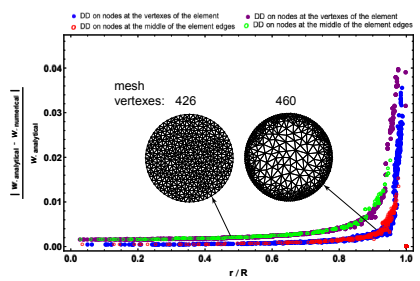 DD on nodes at the vertexes of the element
DD on nodes at the vertexes of the element
DD on nodes at the middle of the element edges
DD on nodes at the middle of the element edges
0.04
0.03
0.02
0.01
0.00
| W analytical - W numerical |
W analytical
mesh
vertexes: 426 460
0.0 0.2 0.4 0.6 0.8 1.0
r / R